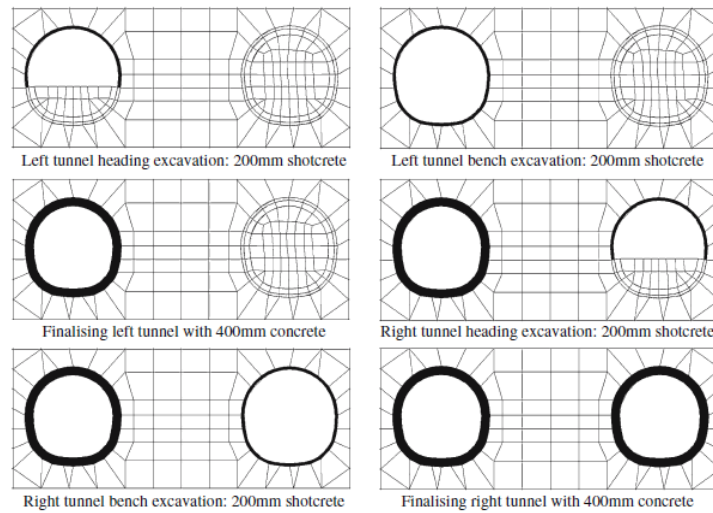 Left tunnel heading excavation: 200mm shotcrete
Left tunnel bench excavation: 200mm shotcrete
Finalising left tunnel with 400mm concrete
Right tunnel heading excavation: 200mm shotcrete
Right tunnel bench excavation: 200mm shotcrete
Finalising right tunnel with 400mm concrete